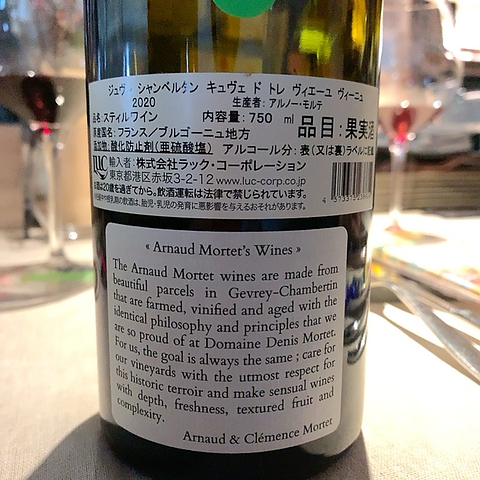 ジュヴレ シャンベルタン キュヴェ ド トレ ヴィエーユ ヴィーニュ
2020 生産者: アルノー・モルテ
品名 スティルワイン 内容量:750 ml
原産国名:フランス/ブルゴーニュ地方
品目:果実酒
添加物:酸化防止剤(亜硫酸塩) アルコール分:表(又は裏)ラベルに記載
LUC 輸入者:株式会社ラック・コーポレーション
東京都港区赤坂3-2-12 www.luc-corp.co.jp
お酒は20歳を過ぎてから。飲酒運転は法律で禁じられています。
妊娠中や授乳期の飲酒は、胎児・乳児の発育に悪影響を与えるおそれがあります。
« Arnaud Mortet's Wines »
The Arnaud Mortet wines are made from
beautiful parcels in Gevrey-Chambertin
that are farmed, vinified and aged with the
identical philosophy and principles that we
are so proud of at Domaine Denis Mortet.
For us, the goal is always the same ; care for
our vineyards with the utmost respect for
this historic terroir and make sensual wines
with depth, freshness, textured fruit and
complexity.
Arnaud & Clémence Mortet